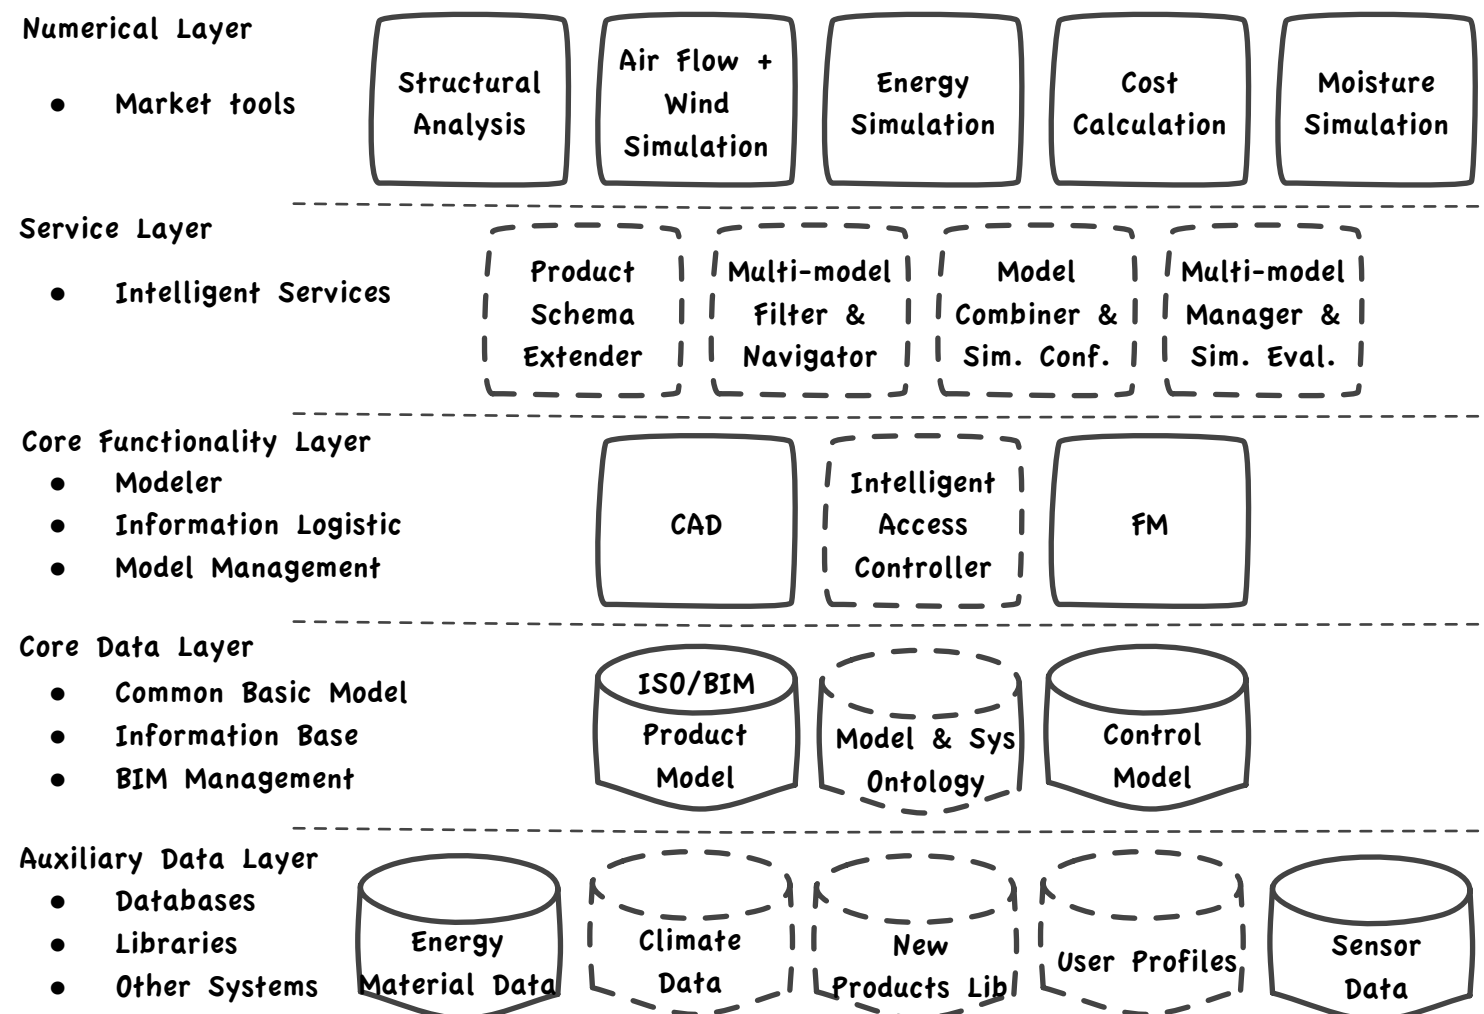 Numerical Layer
● Market tools
Structural
Analysis
Air Flow +
Wind
Simulation
Energy
Simulation
Cost
Calculation
Moisture
Simulation
Service Layer
● Intelligent Services
Product
Schema
Extender
Multi-model
Filter &
Navigator
Model
Combiner &
Sim. Conf.
Multi-model
Manager &
Sim. Eval.
Core Functionality Layer
● Modeler
● Information Logistic
● Model Management
CAD
Intelligent
Access
Controller
FM
Core Data Layer
● Common Basic Model
● Information Base
● BIM Management
ISO/BIM
Product
Model
Model & Sys
Ontology
Control
Model
Auxiliary Data Layer
● Databases
● Libraries
● Other Systems
Energy
Material Data
Climate
Data
New
Products Lib
User Profiles
Sensor
Data